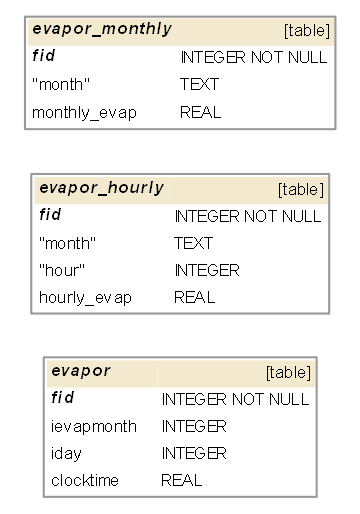 evapor_monthly [table]
fid INTEGER NOT NULL
"month" TEXT
monthly_evap REAL
evapor_hourly [table]
fid INTEGER NOT NULL
"month" TEXT
"hour" INTEGER
hourly_evap REAL
evapor [table]
fid INTEGER NOT NULL
ievapmonth INTEGER
iday INTEGER
clocktime REAL